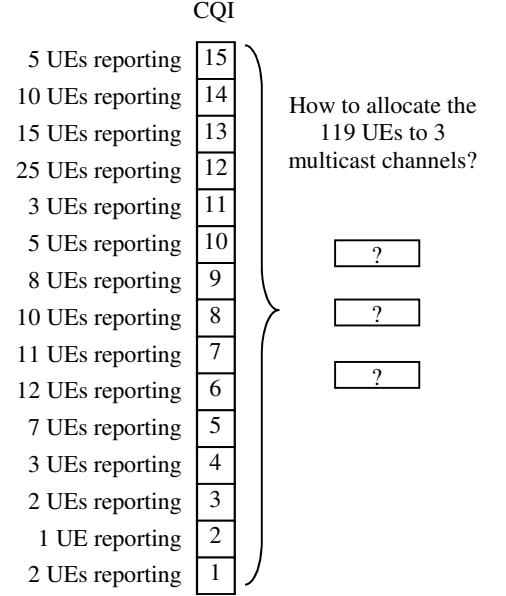 CQI
5 UEs reporting 15
10 UEs reporting 14
15 UEs reporting 13
25 UEs reporting 12
3 UEs reporting 11
5 UEs reporting 10
8 UEs reporting 9
10 UEs reporting 8
11 UEs reporting 7
12 UEs reporting 6
7 UEs reporting 5
3 UEs reporting 4
2 UEs reporting 3
1 UE reporting 2
2 UEs reporting 1
How to allocate the
119 UEs to 3
multicast channels?
?
?
?